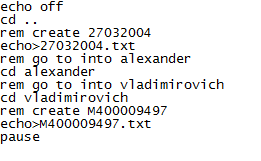 echo off
cd ..
rem create 27032004
echo>27032004.txt
rem go to into alexander
cd alexander
rem go to into vladimirovich
cd vladimirovich
rem create M400009497
echo>M400009497.txt
pause